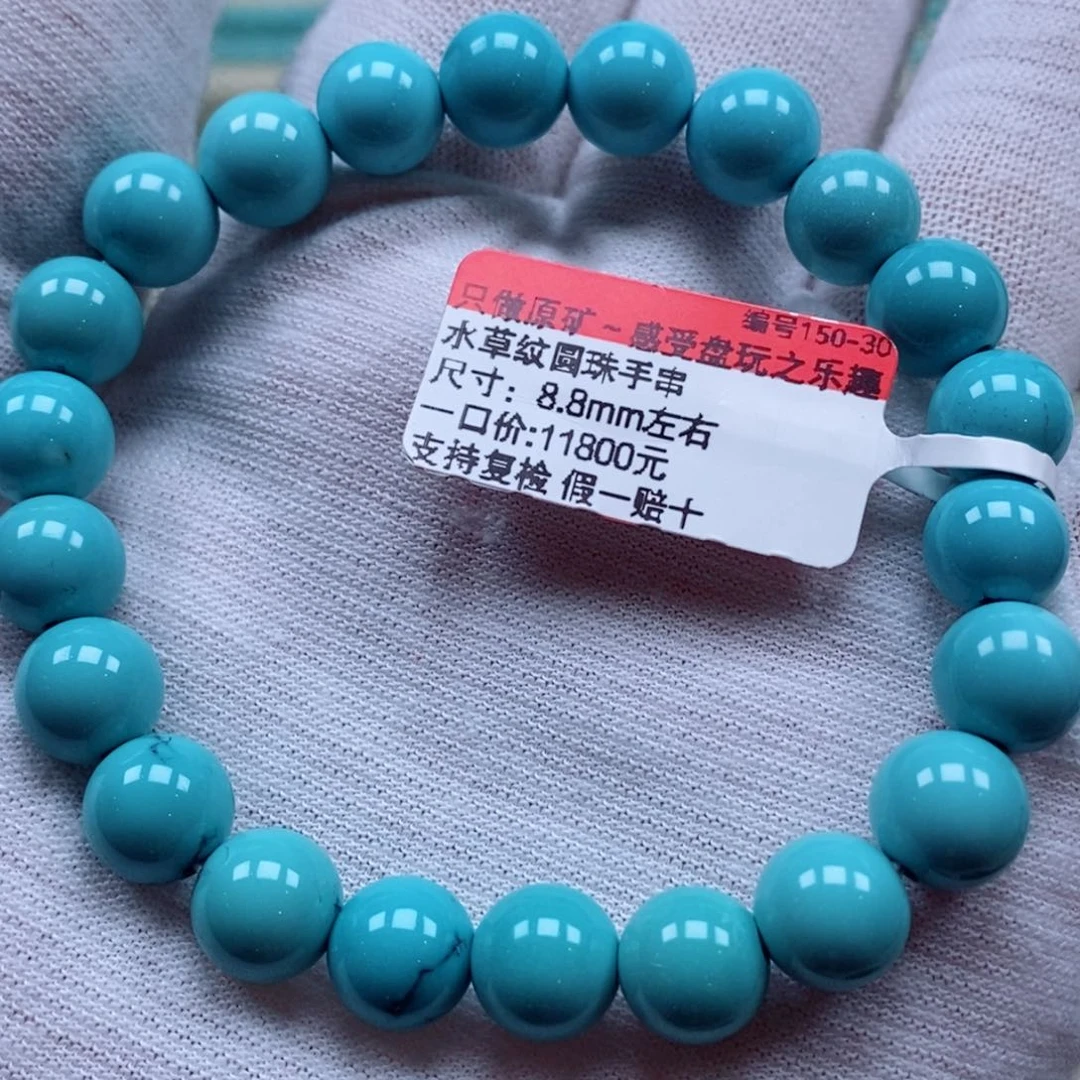 编号150-30
只做原矿~感受盘玩之乐趣
水草纹圆珠手串
尺寸：8.8mm左右
一口价:11800元
支持复检 假一赔十